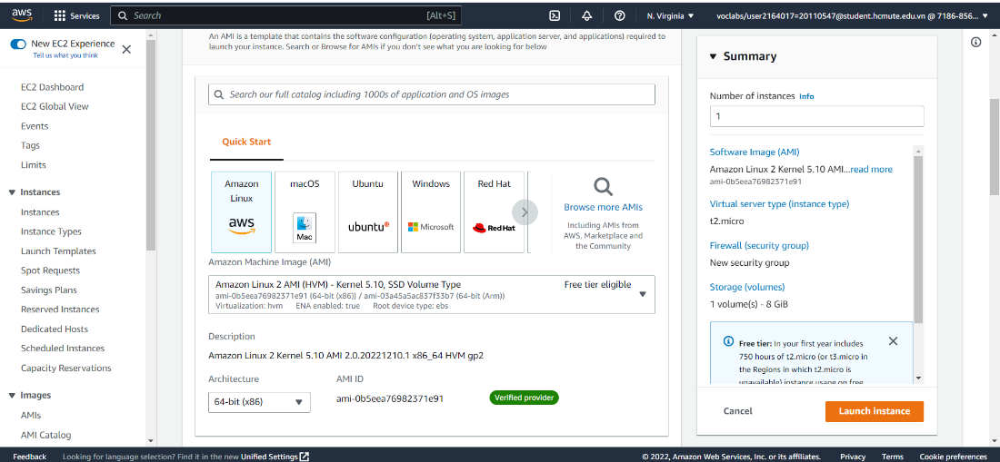 aws
Services
Search
[Alt+S]
N. Virginia
voclabs/user2164017=20110547@student.hcmute.edu.vn @ 7186-856...
New EC2 Experience
Tell us what you think
EC2 Dashboard
EC2 Global View
Events
Tags
Limits
Instances
Instances
Instance Types
Launch Templates
Spot Requests
Savings Plans
Reserved Instances
Dedicated Hosts
Scheduled Instances
Capacity Reservations
Images
AMIs
AMI Catalog
An AMI is a template that contains the software configuration (operating system, application server, and applications) required to
launch your instance. Search or Browse for AMIs if you don't see what you are looking for below
Search our full catalog including 1000s of application and OS images
Quick Start
Amazon
Linux
aws
macOS
Mac
Ubuntu
ubuntu
Windows
Microsoft
Red Hat
Red Hat
Browse more AMIs
Including AMIs from
AWS, Marketplace and
the Community
Amazon Machine Image (AMI)
Amazon Linux 2 AMI (HVM) - Kernel 5.10, SSD Volume Type
Free tier eligible
ami-0b5eea76982371e91 (64-bit (x86)) / ami-03a45a5ac837f33b7 (64-bit (Arm))
Virtualization: hvm ENA enabled: true Root device type: ebs
Description
Amazon Linux 2 Kernel 5.10 AMI 2.0.20221210.1 x86_64 HVM gp2
Architecture
AMI ID
64-bit (x86)
ami-0b5eea76982371e91
Verified provider
Summary
Number of instances Info
1
Software Image (AMI)
Amazon Linux 2 Kernel 5.10 AMI...read more
ami-0b5eea76982371e91
Virtual server type (instance type)
t2.micro
Firewall (security group)
New security group
Storage (volumes)
1 volume(s) - 8 GiB
Free tier: In your first year includes
750 hours of t2.micro (or t3.micro in
the Regions in which t2.micro is
unavailable) instance usage on free
Cancel
Launch instance
Feedback
Looking for language selection? Find it in the new Unified Settings
© 2022, Amazon Web Services, Inc. or its affiliates.
Privacy
Terms
Cookie preferences